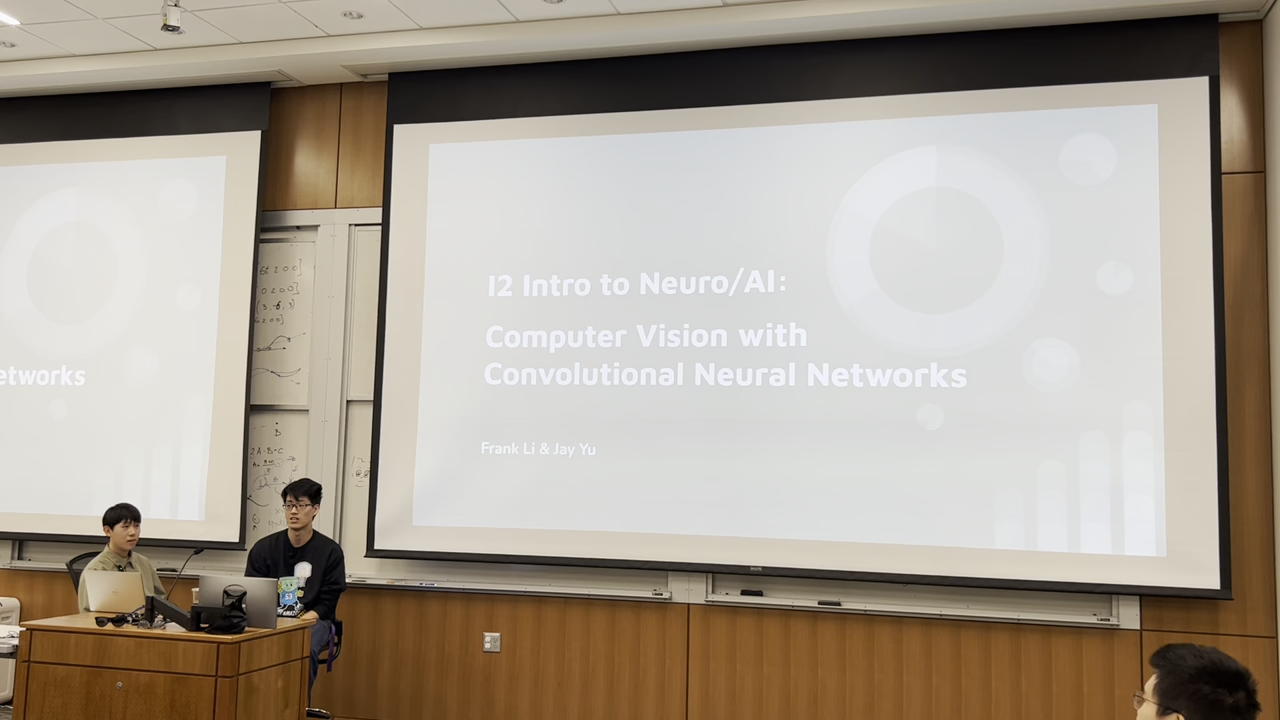 etworks
I2 Intro to Neuro/AI:
Computer Vision with
Convolutional Neural Networks
Frank Li & Jay Yu